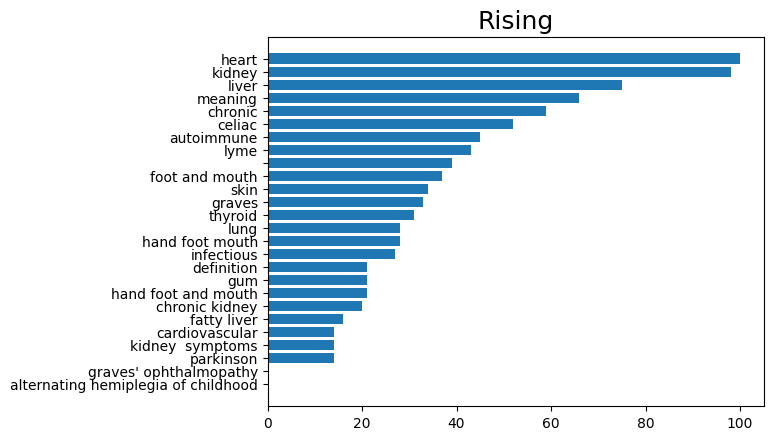 Rising
heart
kidney
liver
meaning
chronic
celiac
autoimmune
lyme
foot and mouth
skin
graves
thyroid
lung
hand foot mouth
infectious
definition
gum
hand foot and mouth
chronic kidney
fatty liver
cardiovascular
kidney  symptoms
parkinson
graves' ophthalmopathy
alternating hemiplegia of childhood
0 20 40 60 80 100